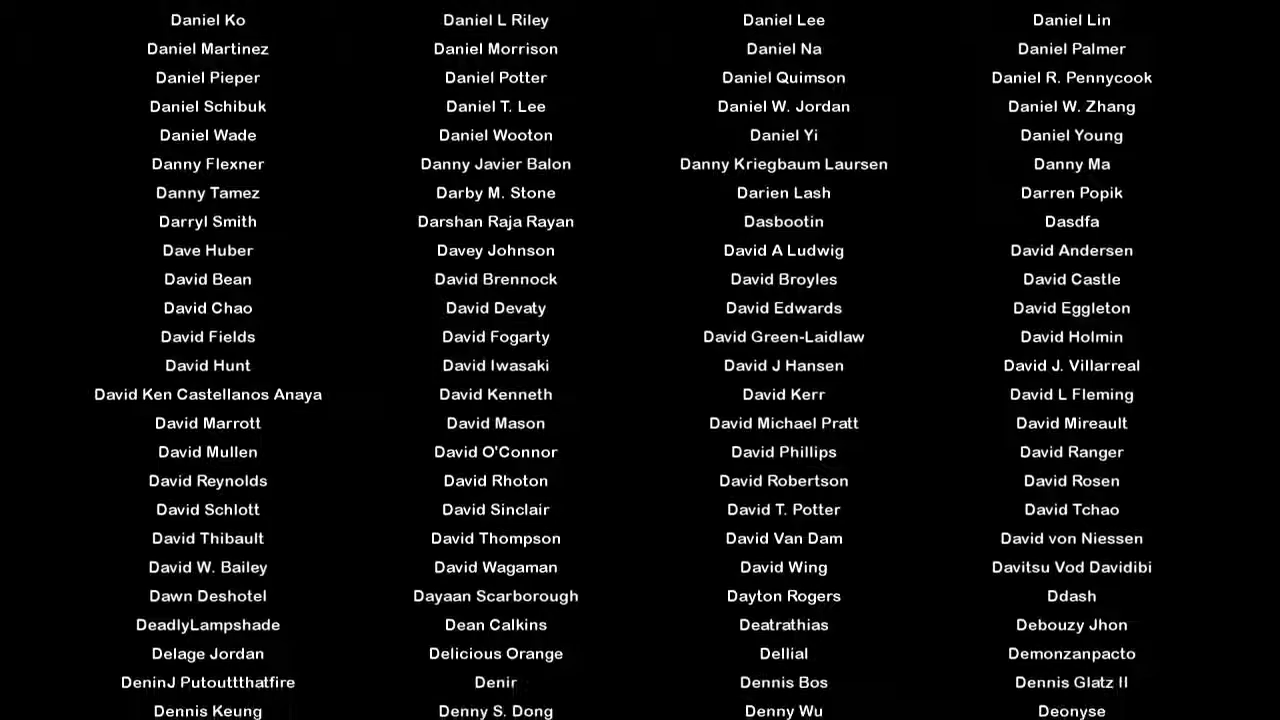 Daniel Ko Daniel L Riley Daniel Lee Daniel Lin
Daniel Martinez Daniel Morrison Daniel Na Daniel Palmer
Daniel Pieper Daniel Potter Daniel Quimson Daniel R. Pennycook
Daniel Schibuk Daniel T. Lee Daniel W. Jordan Daniel W. Zhang
Daniel Wade Daniel Wooton Daniel Yi Daniel Young
Danny Flexner Danny Javier Balon Danny Kriegbaum Laursen Danny Ma
Danny Tamez Darby M. Stone Darien Lash Darren Popik
Darryl Smith Darshan Raja Rayan Dasbootin Dasdfa
Dave Huber Davey Johnson David A Ludwig David Andersen
David Bean David Brennock David Broyles David Castle
David Chao David Devaty David Edwards David Eggleton
David Fields David Fogarty David Green-Laidlaw David Holmin
David Hunt David Iwasaki David J Hansen David J. Villarreal
David Ken Castellanos Anaya David Kenneth David Kerr David L Fleming
David Marrott David Mason David Michael Pratt David Mireault
David Mullen David O'Connor David Phillips David Ranger
David Reynolds David Rhoton David Robertson David Rosen
David Schlott David Sinclair David T. Potter David Tchao
David Thibault David Thompson David Van Dam David von Niessen
David W. Bailey David Wagaman David Wing Davitsu Vod Davidibi
Dawn Deshotel Dayaan Scarborough Dayton Rogers Ddash
DeadlyLampshade Dean Calkins Deatrathias Debouzy Jhon
Delage Jordan Delicious Orange Dellial Demonzanpacto
DeninJ Putouttthatfire Denir Dennis Bos Dennis Glatz II
Dennis Keung Denny S. Dong Denny Wu Deonyse